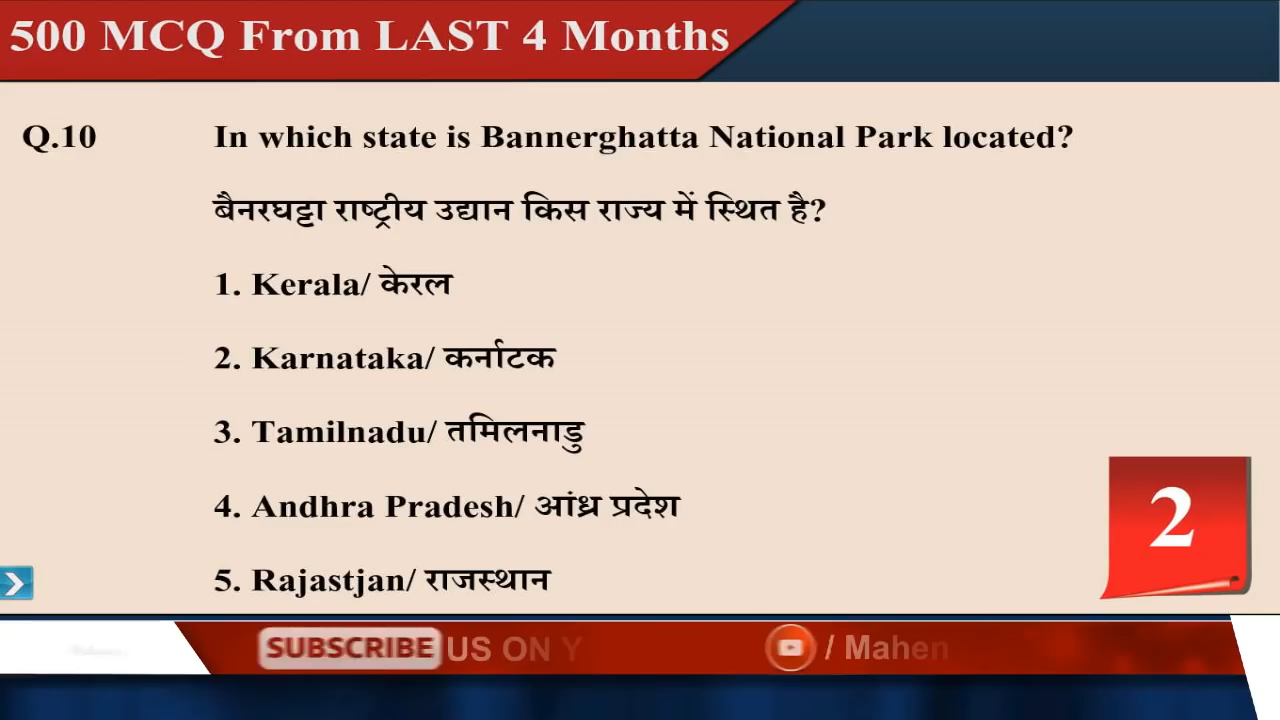 500 MCQ From LAST 4 Months
Q.10 In which state is Bannerghatta National Park located?
बैनरघट्टा राष्ट्रीय उद्यान किस राज्य में स्थित है?
1. Kerala/ केरल
2. Karnataka/ कर्नाटक
3. Tamilnadu/ तमिलनाडु
4. Andhra Pradesh/ आंध्र प्रदेश
2
5. Rajastjan/ राजस्थान
SUBSCRIBE US ON Y / Mahen